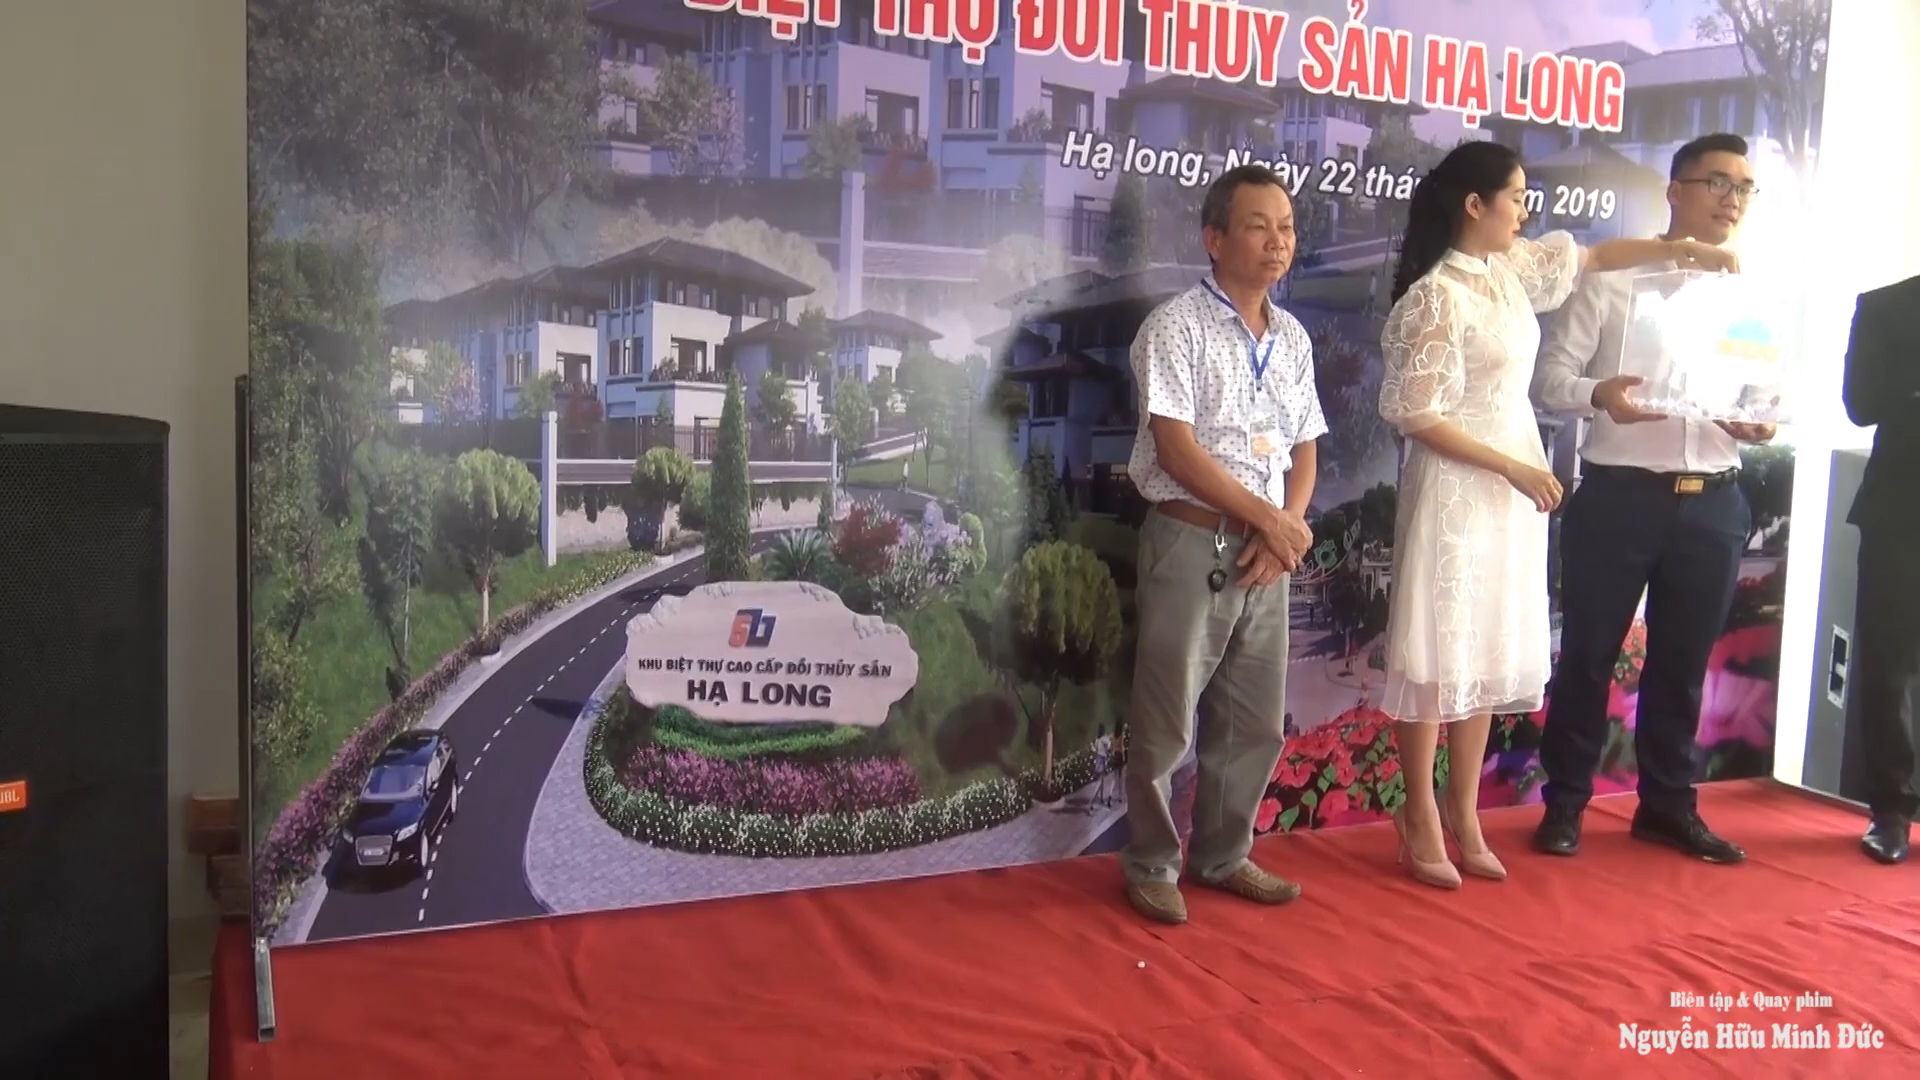 BIỆT THỰ ĐỒI THỦY SẢN HẠ LONG
Hạ long, Ngày 22 2019
KHU BIỆT THỰ CAO CẤP ĐỒI THỦY SẢN
HẠ LONG
JBL
Biên tập & Quay phim
Nguyễn Hữu Minh Đức